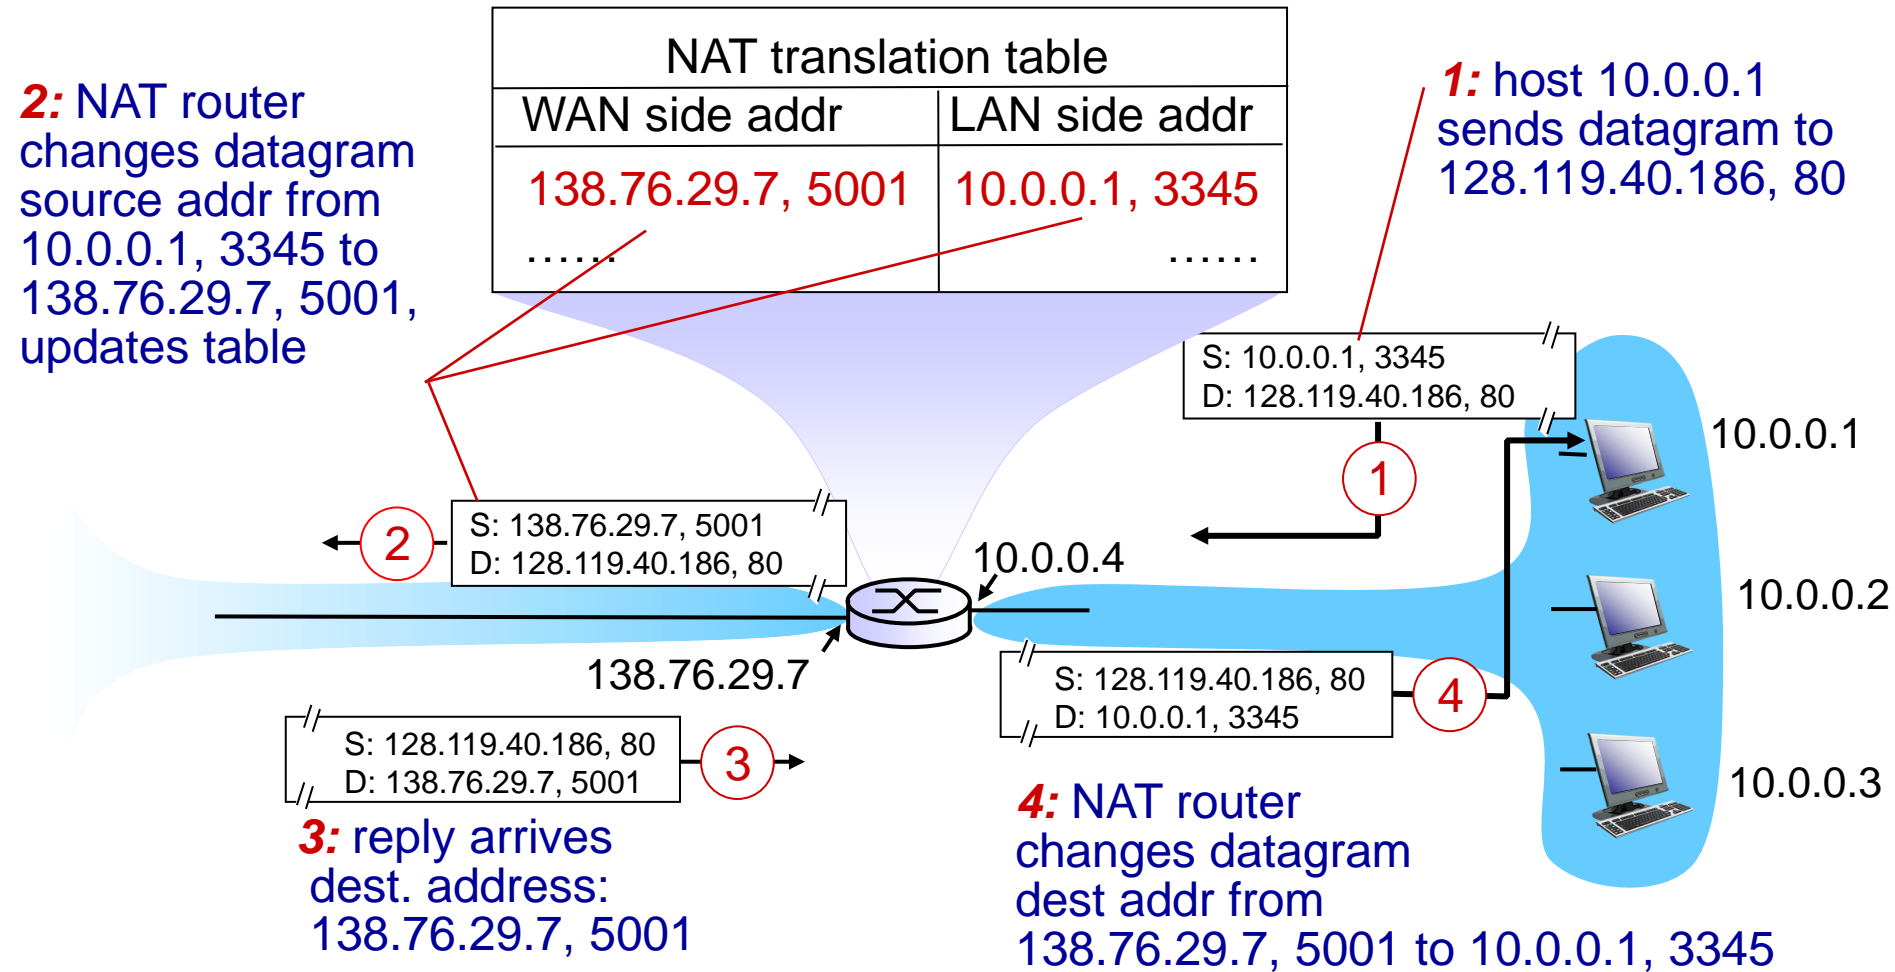 NAT translation table
WAN side addr
LAN side addr
138.76.29.7, 5001
10.0.0.1, 3345
......
......
2: NAT router
changes datagram
source addr from
10.0.0.1, 3345 to
138.76.29.7, 5001,
updates table
1: host 10.0.0.1
sends datagram to
128.119.40.186, 80
S: 10.0.0.1, 3345
D: 128.119.40.186, 80
1
10.0.0.1
2
S: 138.76.29.7, 5001
D: 128.119.40.186, 80
10.0.0.4
10.0.0.2
138.76.29.7
S: 128.119.40.186, 80
D: 10.0.0.1, 3345
4
S: 128.119.40.186, 80
D: 138.76.29.7, 5001
3
10.0.0.3
3: reply arrives
dest. address:
138.76.29.7, 5001
4: NAT router
changes datagram
dest addr from
138.76.29.7, 5001 to 10.0.0.1, 3345